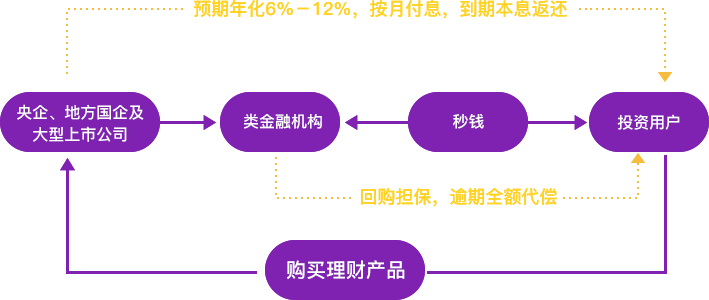 预期年化6%－12%，按月付息，到期本息返还
央企、地方国企及
大型上市公司
类金融机构
秒钱
投资用户
回购担保，逾期全额代偿
购买理财产品